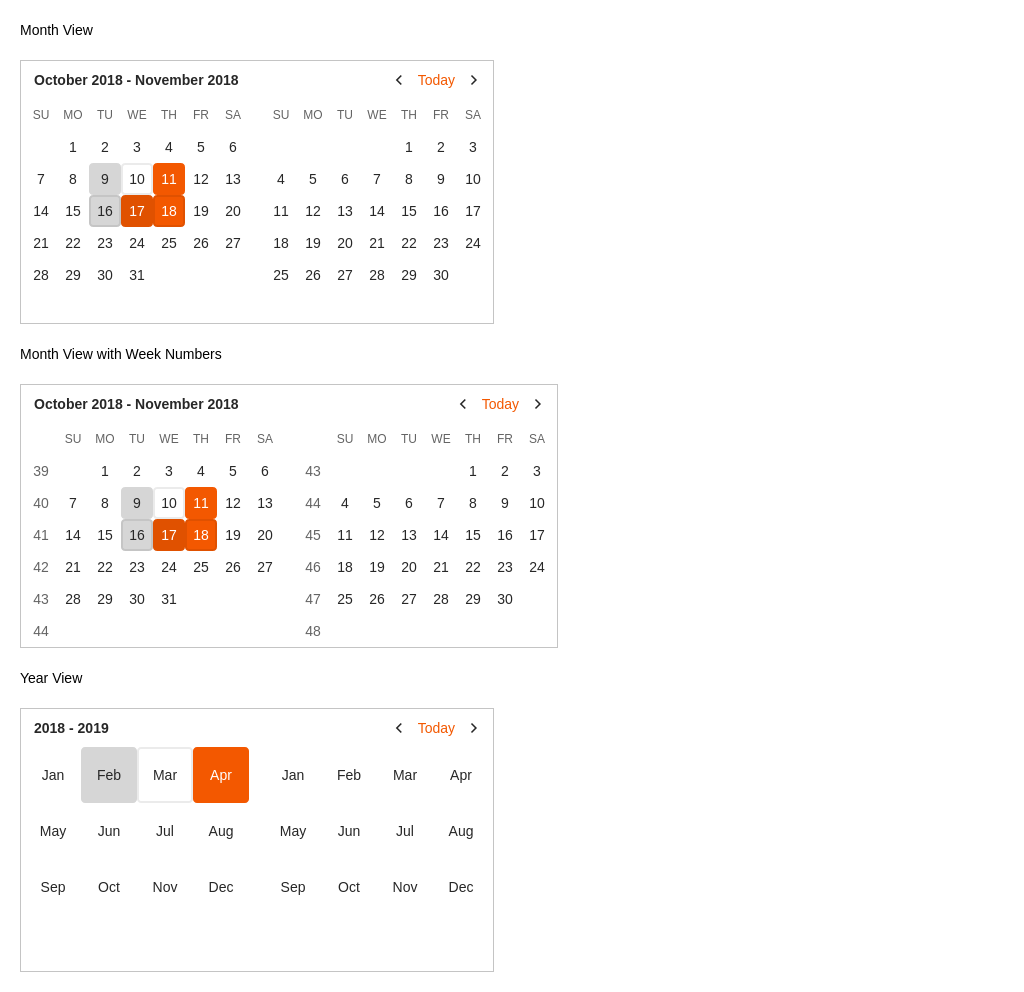 Month View
October 2018 - November 2018 Today
SU MO TU WE TH FR SA SU MO TU WE TH FR SA
1 2 3 4 5 6 1 2 3
7 8 9 10 11 12 13 4 5 6 7 8 9 10
14 15 16 17 18 19 20 11 12 13 14 15 16 17
21 22 23 24 25 26 27 18 19 20 21 22 23 24
28 29 30 31 25 26 27 28 29 30
Month View with Week Numbers
October 2018 - November 2018 Today
SU MO TU WE TH FR SA SU MO TU WE TH FR SA
39 1 2 3 4 5 6 43 1 2 3
40 7 8 9 10 11 12 13 44 4 5 6 7 8 9 10
41 14 15 16 17 18 19 20 45 11 12 13 14 15 16 17
42 21 22 23 24 25 26 27 46 18 19 20 21 22 23 24
43 28 29 30 31 47 25 26 27 28 29 30
44 48
Year View
2018 - 2019 Today
Jan Feb Mar Apr Jan Feb Mar Apr
May Jun Jul Aug May Jun Jul Aug
Sep Oct Nov Dec Sep Oct Nov Dec